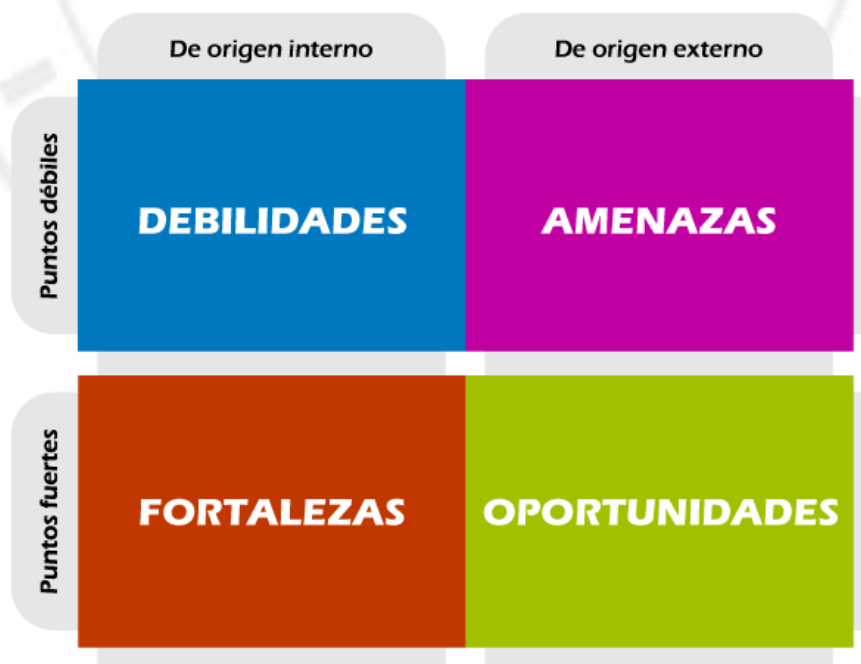 De origen interno
De origen externo
Puntos débiles
DEBILIDADES
AMENAZAS
Puntos fuertes
FORTALEZAS
OPORTUNIDADES